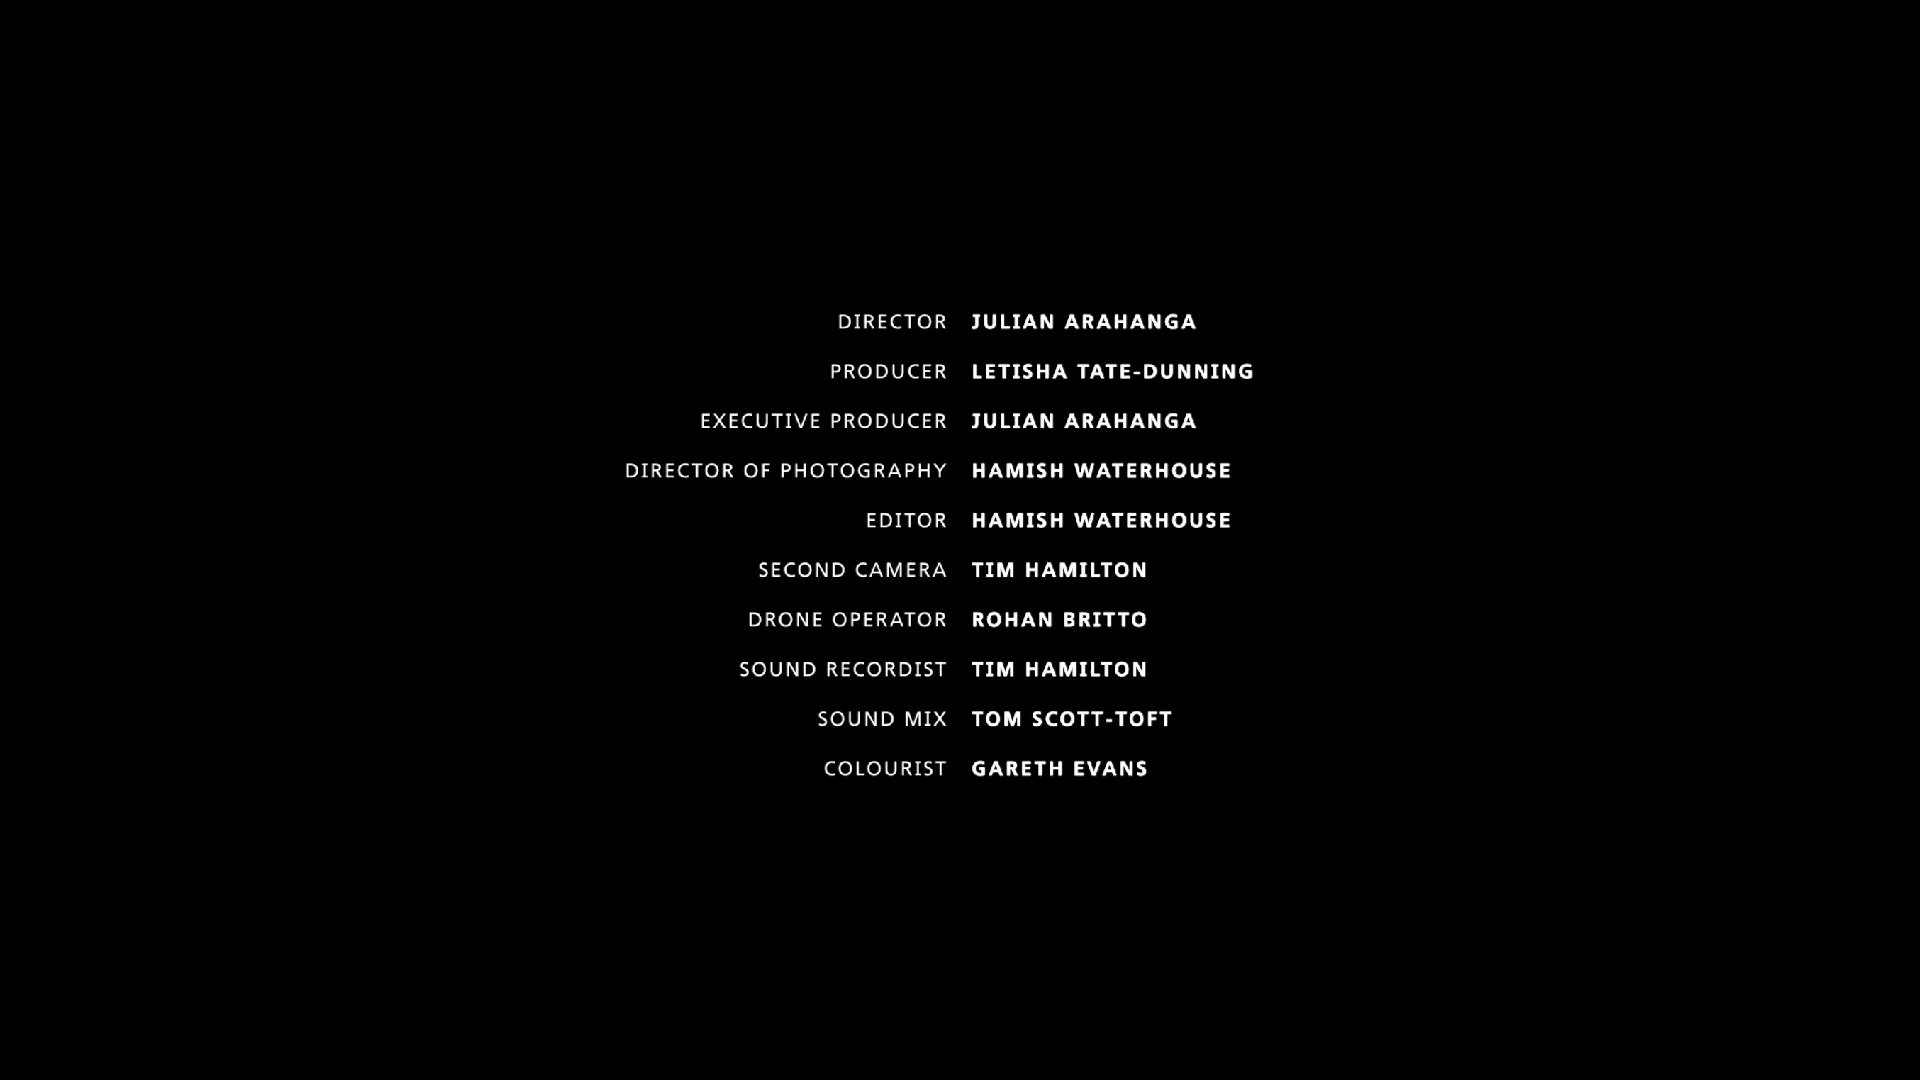 DIRECTOR JULIAN ARAHANGA
PRODUCER LETISHA TATE-DUNNING
EXECUTIVE PRODUCER JULIAN ARAHANGA
DIRECTOR OF PHOTOGRAPHY HAMISH WATERHOUSE
EDITOR HAMISH WATERHOUSE
SECOND CAMERA TIM HAMILTON
DRONE OPERATOR ROHAN BRITTO
SOUND RECORDIST TIM HAMILTON
SOUND MIX TOM SCOTT-TOFT
COLOURIST GARETH EVANS